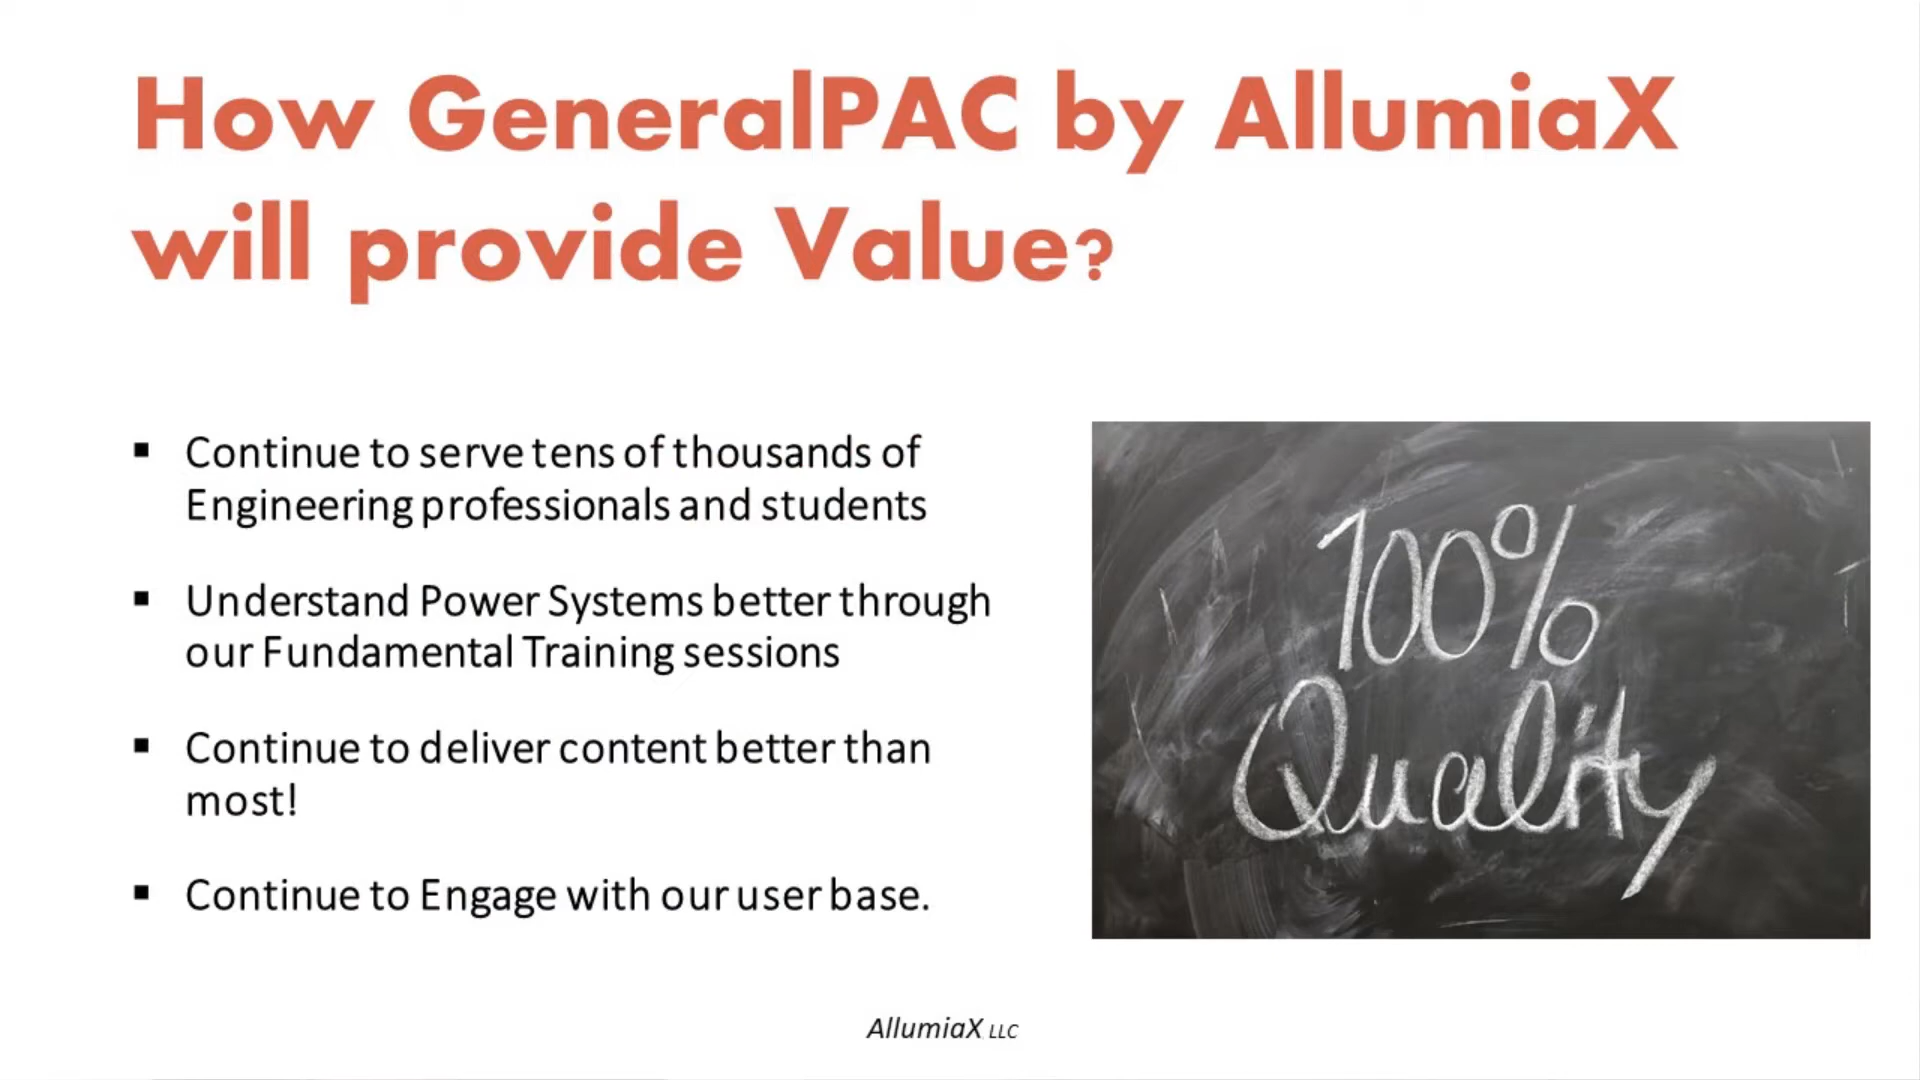 How GeneralPAC by AllumiaX
will provide Value?
▪ Continue to serve tens of thousands of
Engineering professionals and students
▪ Understand Power Systems better through
our Fundamental Training sessions
▪ Continue to deliver content better than
most!
▪ Continue to Engage with our user base.
100%
Quality
AllumiaX LLC